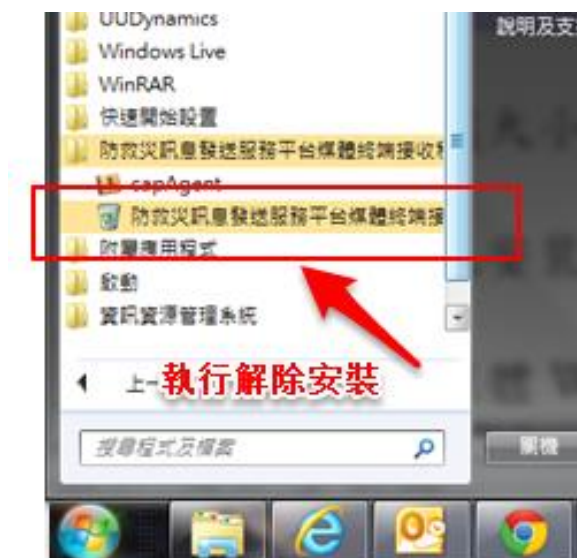 UUDynamics
說明及支
Windows Live
WinRAR
快速開始設置
防救災訊息發送服務平台媒體終端接收
capAgent
防救災訊息發送服務平台媒體終端接
附屬應用程式
啟動
資訊資源管理系統
上一
執行解除安裝
搜尋程式及檔案
關機